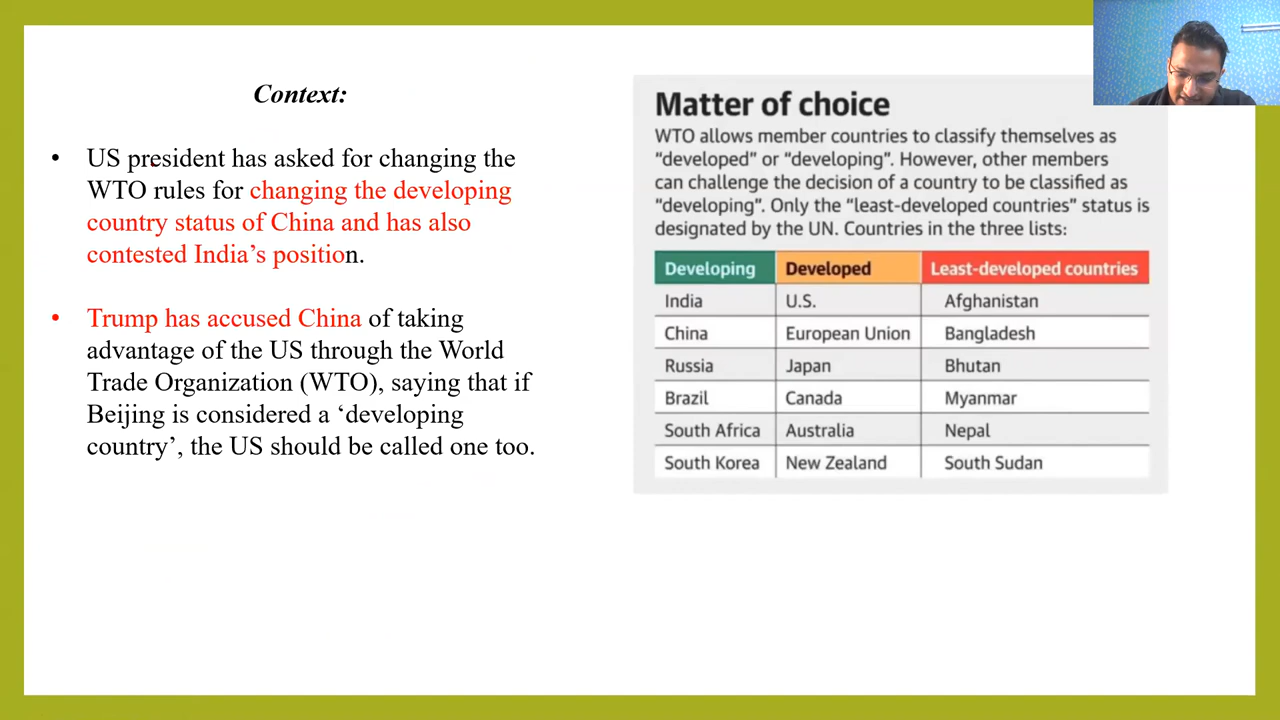 Context:
• US president has asked for changing the
WTO rules for changing the developing
country status of China and has also
contested India’s position.
• Trump has accused China of taking
advantage of the US through the World
Trade Organization (WTO), saying that if
Beijing is considered a ‘developing
country’, the US should be called one too.
Matter of choice
WTO allows member countries to classify themselves as
“developed” or “developing”. However, other members
can challenge the decision of a country to be classified as
“developing”. Only the “least-developed countries” status is
designated by the UN. Countries in the three lists:
Developing Developed Least-developed countries
India U.S. Afghanistan
China European Union Bangladesh
Russia Japan Bhutan
Brazil Canada Myanmar
South Africa Australia Nepal
South Korea New Zealand South Sudan